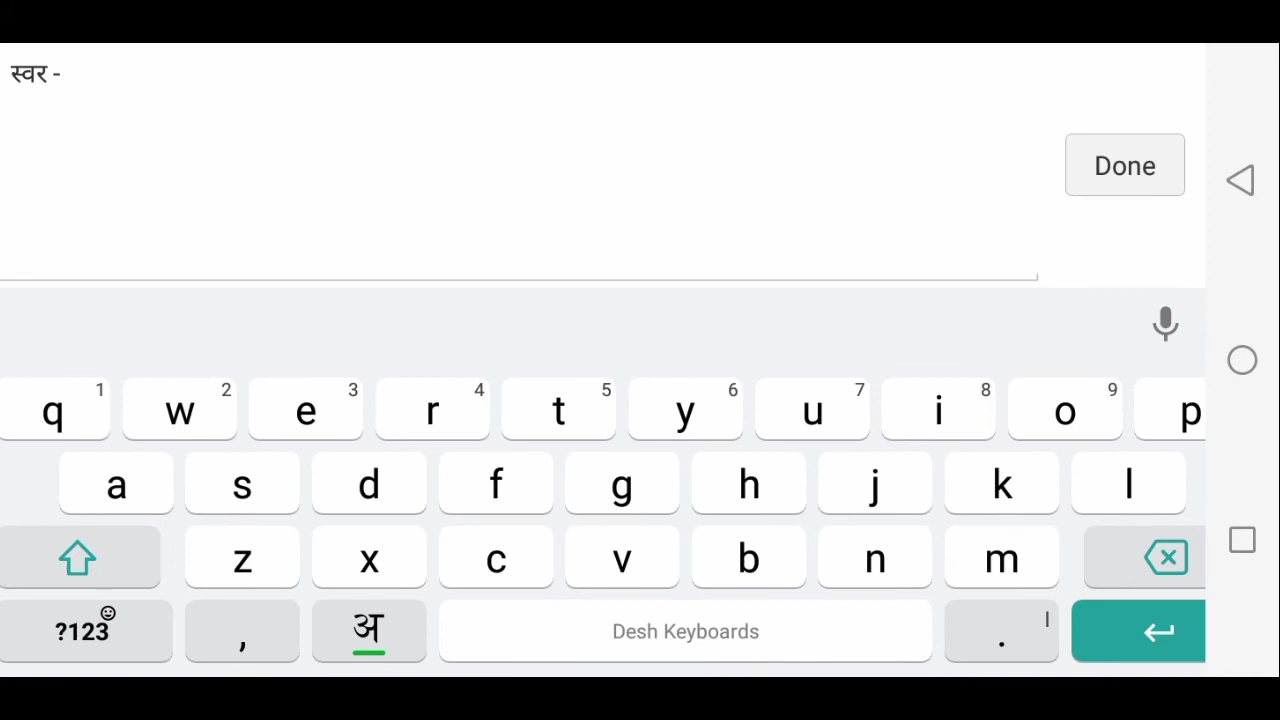 स्वर -
Done
q 1 w 2 e 3 r 4 t 5 y 6 u 7 i 8 o 9 p
a s d f g h j k l
z x c v b n m
?123 , अ Desh Keyboards . |